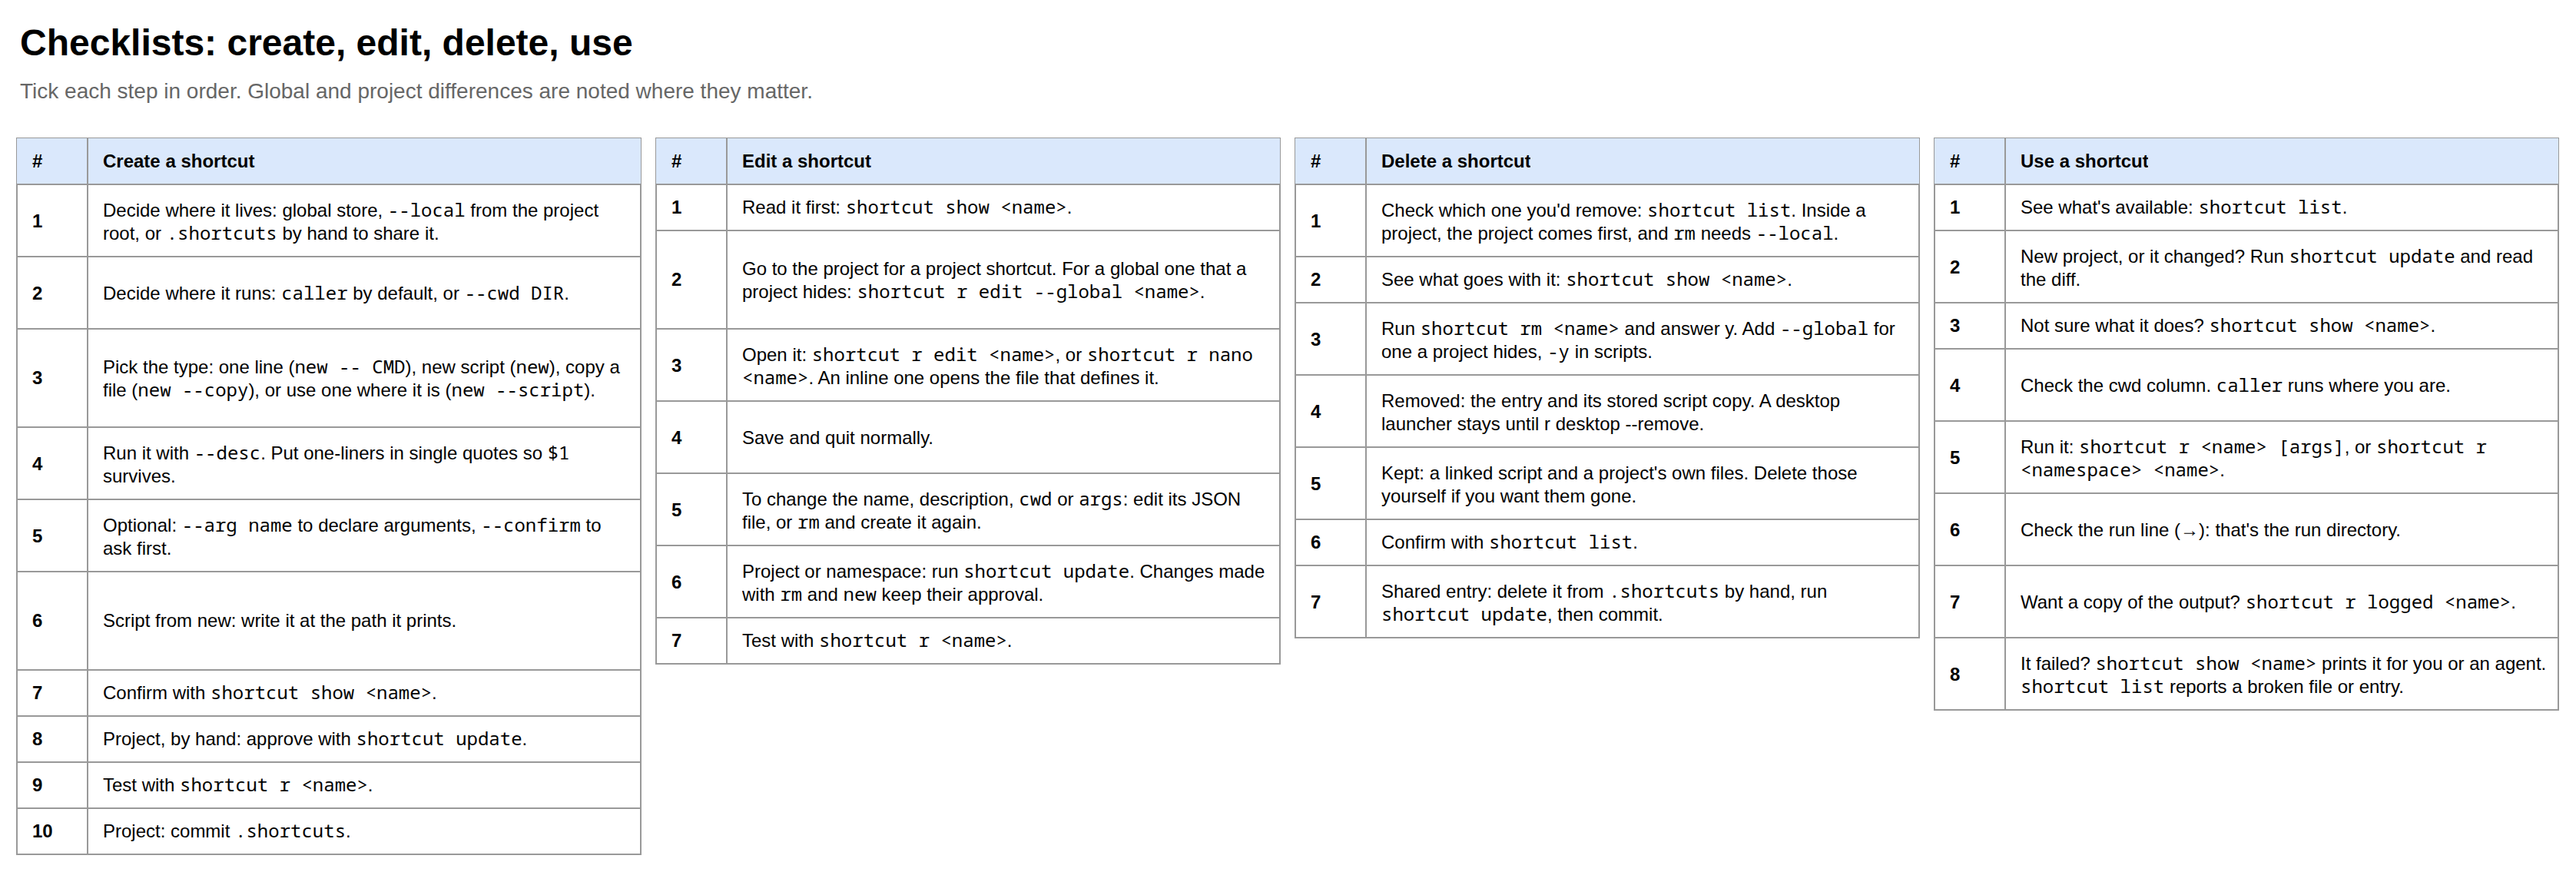 Checklists: create, edit, delete, use
Tick each step in order. Global and project differences are noted where they matter.
# Create a shortcut
1 Decide where it lives: global store, --local from the project
root, or .shortcuts by hand to share it.
2 Decide where it runs: caller by default, or --cwd DIR.
3 Pick the type: one line (new -- CMD), new script (new), copy a
file (new --copy), or use one where it is (new --script).
4 Run it with --desc. Put one-liners in single quotes so $1
survives.
5 Optional: --arg name to declare arguments, --confirm to
ask first.
6 Script from new: write it at the path it prints.
7 Confirm with shortcut show <name>.
8 Project, by hand: approve with shortcut update.
9 Test with shortcut r <name>.
10 Project: commit .shortcuts.
# Edit a shortcut
1 Read it first: shortcut show <name>.
2 Go to the project for a project shortcut. For a global one that a
project hides: shortcut r edit --global <name>.
3 Open it: shortcut r edit <name>, or shortcut r nano
<name>. An inline one opens the file that defines it.
4 Save and quit normally.
5 To change the name, description, cwd or args: edit its JSON
file, or rm and create it again.
6 Project or namespace: run shortcut update. Changes made
with rm and new keep their approval.
7 Test with shortcut r <name>.
# Delete a shortcut
1 Check which one you'd remove: shortcut list. Inside a
project, the project comes first, and rm needs --local.
2 See what goes with it: shortcut show <name>.
3 Run shortcut rm <name> and answer y. Add --global for
one a project hides, -y in scripts.
4 Removed: the entry and its stored script copy. A desktop
launcher stays until r desktop --remove.
5 Kept: a linked script and a project's own files. Delete those
yourself if you want them gone.
6 Confirm with shortcut list.
7 Shared entry: delete it from .shortcuts by hand, run
shortcut update, then commit.
# Use a shortcut
1 See what's available: shortcut list.
2 New project, or it changed? Run shortcut update and read
the diff.
3 Not sure what it does? shortcut show <name>.
4 Check the cwd column. caller runs where you are.
5 Run it: shortcut r <name> [args], or shortcut r
<namespace> <name>.
6 Check the run line (→): that's the run directory.
7 Want a copy of the output? shortcut r logged <name>.
8 It failed? shortcut show <name> prints it for you or an agent.
shortcut list reports a broken file or entry.